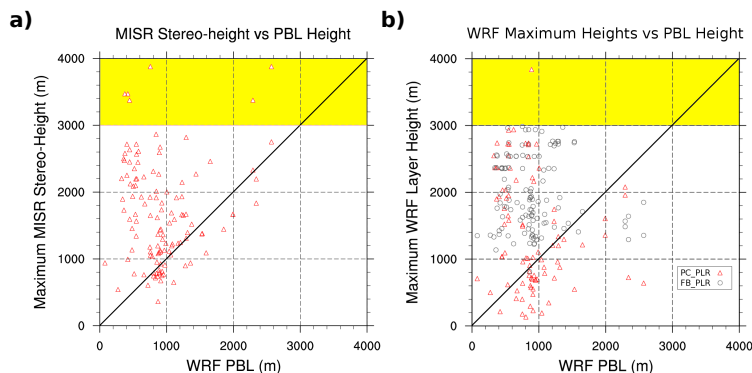 a)
MISR Stereo-height vs PBL Height
Maximum MISR Stereo-Height (m)
4000
3000
2000
1000
0
0 1000 2000 3000 4000
WRF PBL (m)
b)
WRF Maximum Heights vs PBL Height
Maximum WRF Layer Height (m)
4000
3000
2000
1000
0
PC_PLR
FB_PLR
0 1000 2000 3000 4000
WRF PBL (m)